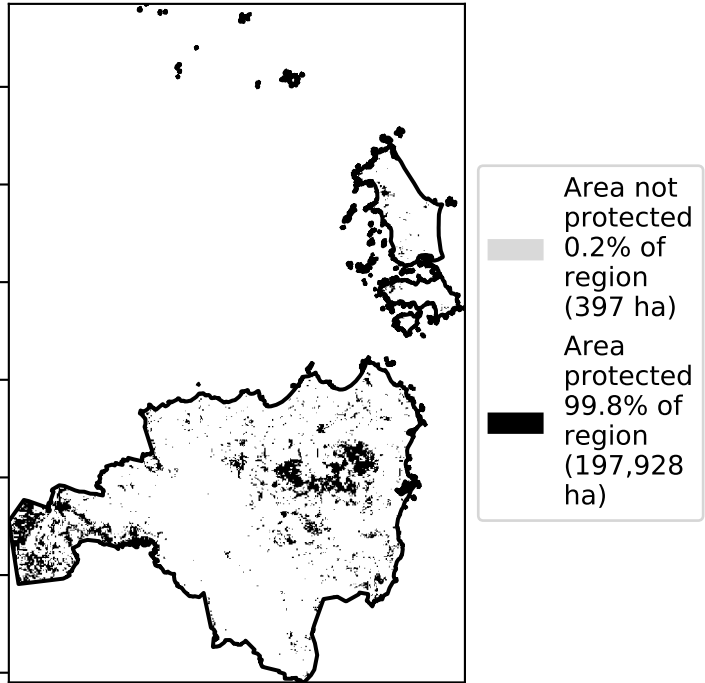 Area not
protected
0.2% of
region
(397 ha)
Area
protected
99.8% of
region
(197,928
ha)